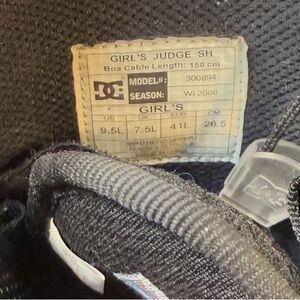 GIRL'S JUDGE SH
Boa Cable Length: 150 cm
MODEL#: 300894
SEASON: WI 2006
GIRL'S
US UK EUR CM
9,5L 7,5L 41L 26,5